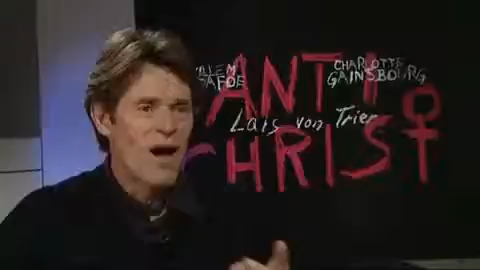 WILLEM
DAFOE
CHARLOTTE
GAINSBOURG
ANTI
Lars von Trier
CHRIST♀